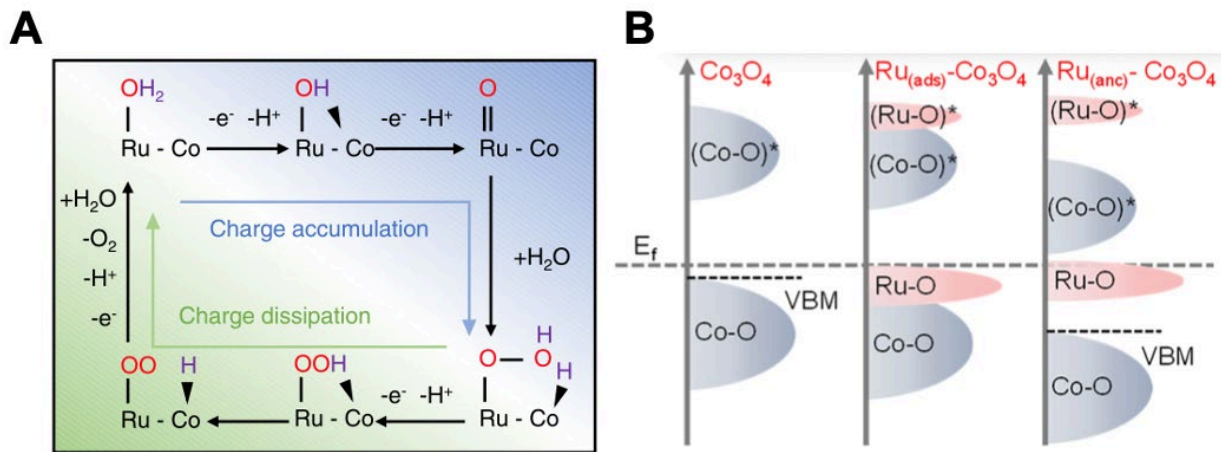 A
OH₂
OH
O
-e⁻ -H⁺
-e⁻ -H⁺
Ru - Co
Ru - Co
Ru - Co
+H₂O
-O₂
-H⁺
-e⁻
Charge accumulation
+H₂O
Charge dissipation
OO H
OOH
O O H
H
-e⁻ -H⁺
Ru - Co
Ru - Co
Ru - Co
B
Co₃O₄
Ru(ads)-Co₃O₄
Ru(anc)- Co₃O₄
(Co-O)*
(Ru-O)*
(Co-O)*
(Ru-O)*
(Co-O)*
Ef
VBM
Co-O
Ru-O
Co-O
Ru-O
VBM
Co-O